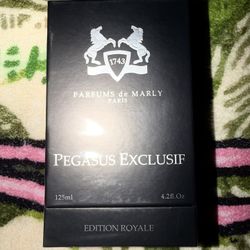 1743
PARFUMS de MARLY
PARIS
PEGASUS EXCLUSIF
125ml 4.2fl.Oz
EDITION ROYALE